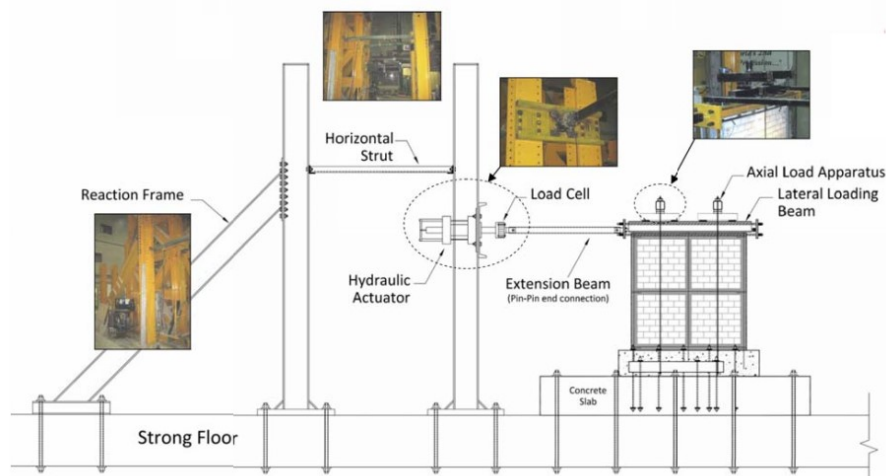 Horizontal
Strut
Reaction Frame
Load Cell
Axial Load Apparatus
Lateral Loading
Beam
Hydraulic
Actuator
Extension Beam
(Pin-Pin end connection)
Concrete
Slab
Strong Floor